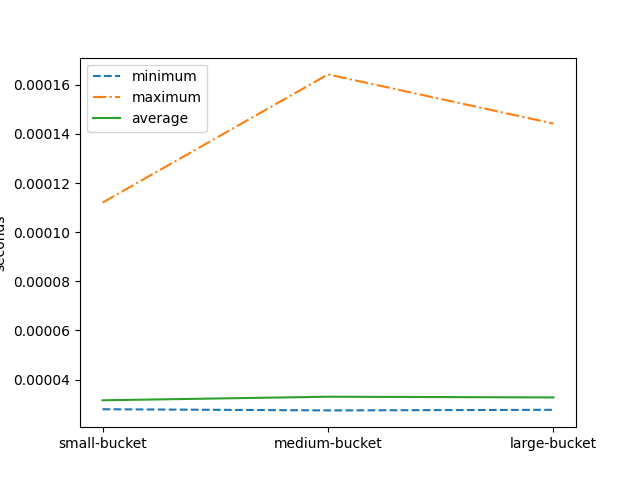 minimum
maximum
average
0.00016
0.00014
0.00012
0.00010
0.00008
0.00006
0.00004
seconds
small-bucket medium-bucket large-bucket